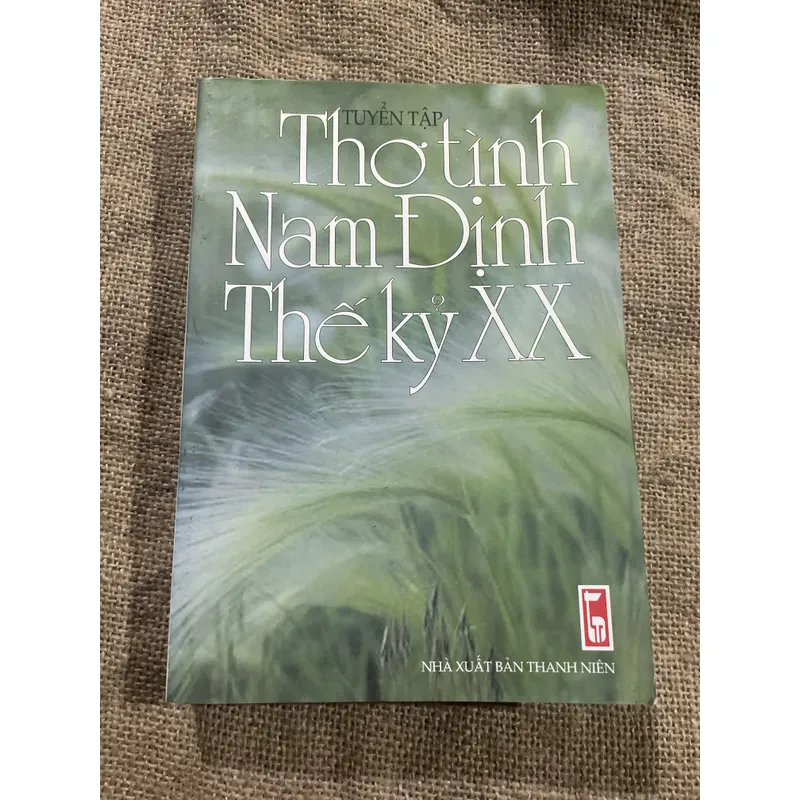 TUYỂN TẬP
Thơ tình
Nam Định
Thế kỷ XX
NHÀ XUẤT BẢN THANH NIÊN